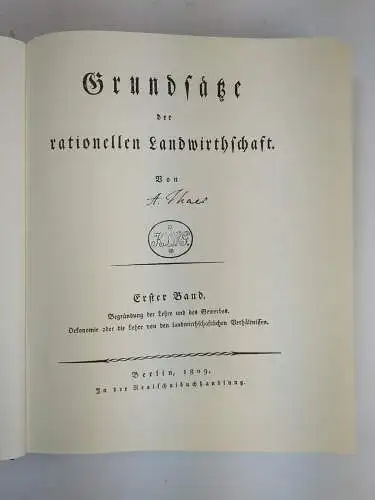 Grundsätze
der
rationellen Landwirthschaft.
Von
A. Thaer
Erster Band.
Begründung der Lehre und des Gewerbes.
Oekonomie oder die Lehre von den landwirthschaftlichen Verhältnissen.
Berlin, 1809.
In der Realschulbuchhandlung.